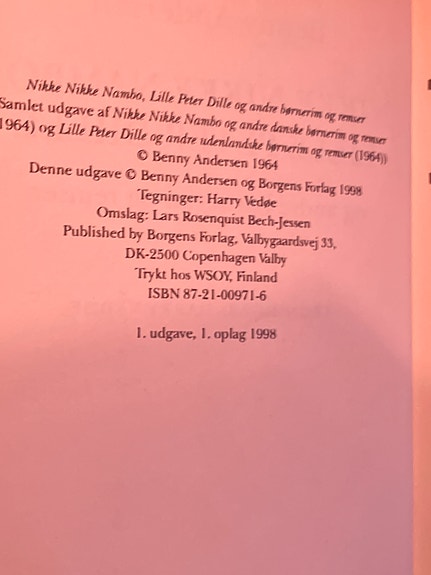 Nikke Nikke Nambo, Lille Peter Dille og andre børnerim og remser
Samlet udgave af Nikke Nikke Nambo og andre danske børnerim og remser
1964) og Lille Peter Dille og andre udenlandske børnerim og remser (1964))
© Benny Andersen 1964
Denne udgave © Benny Andersen og Borgens Forlag 1998
Tegninger: Harry Vedøe
Omslag: Lars Rosenquist Bech-Jessen
Published by Borgens Forlag, Valbygaardsvej 33,
DK-2500 Copenhagen Valby
Trykt hos WSOY, Finland
ISBN 87-21-00971-6
1. udgave, 1. oplag 1998